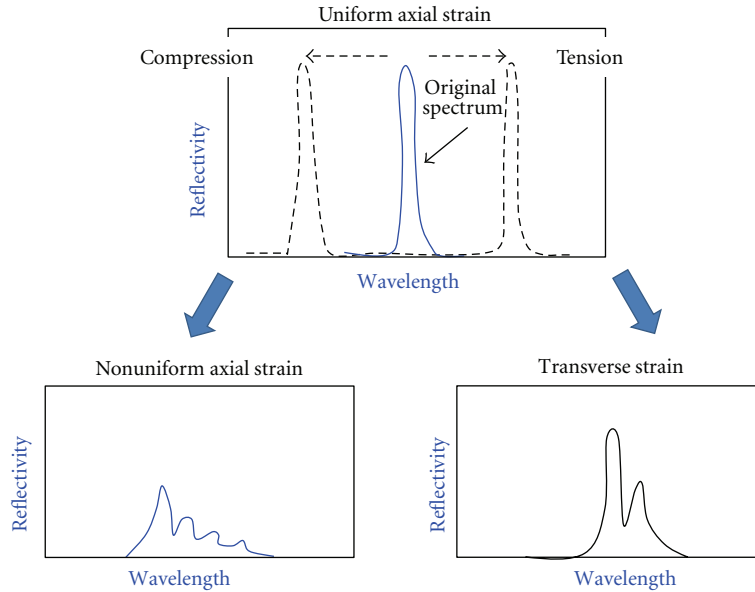 Uniform axial strain
Compression
Tension
Original
spectrum
Reflectivity
Wavelength
Nonuniform axial strain
Reflectivity
Wavelength
Transverse strain
Reflectivity
Wavelength